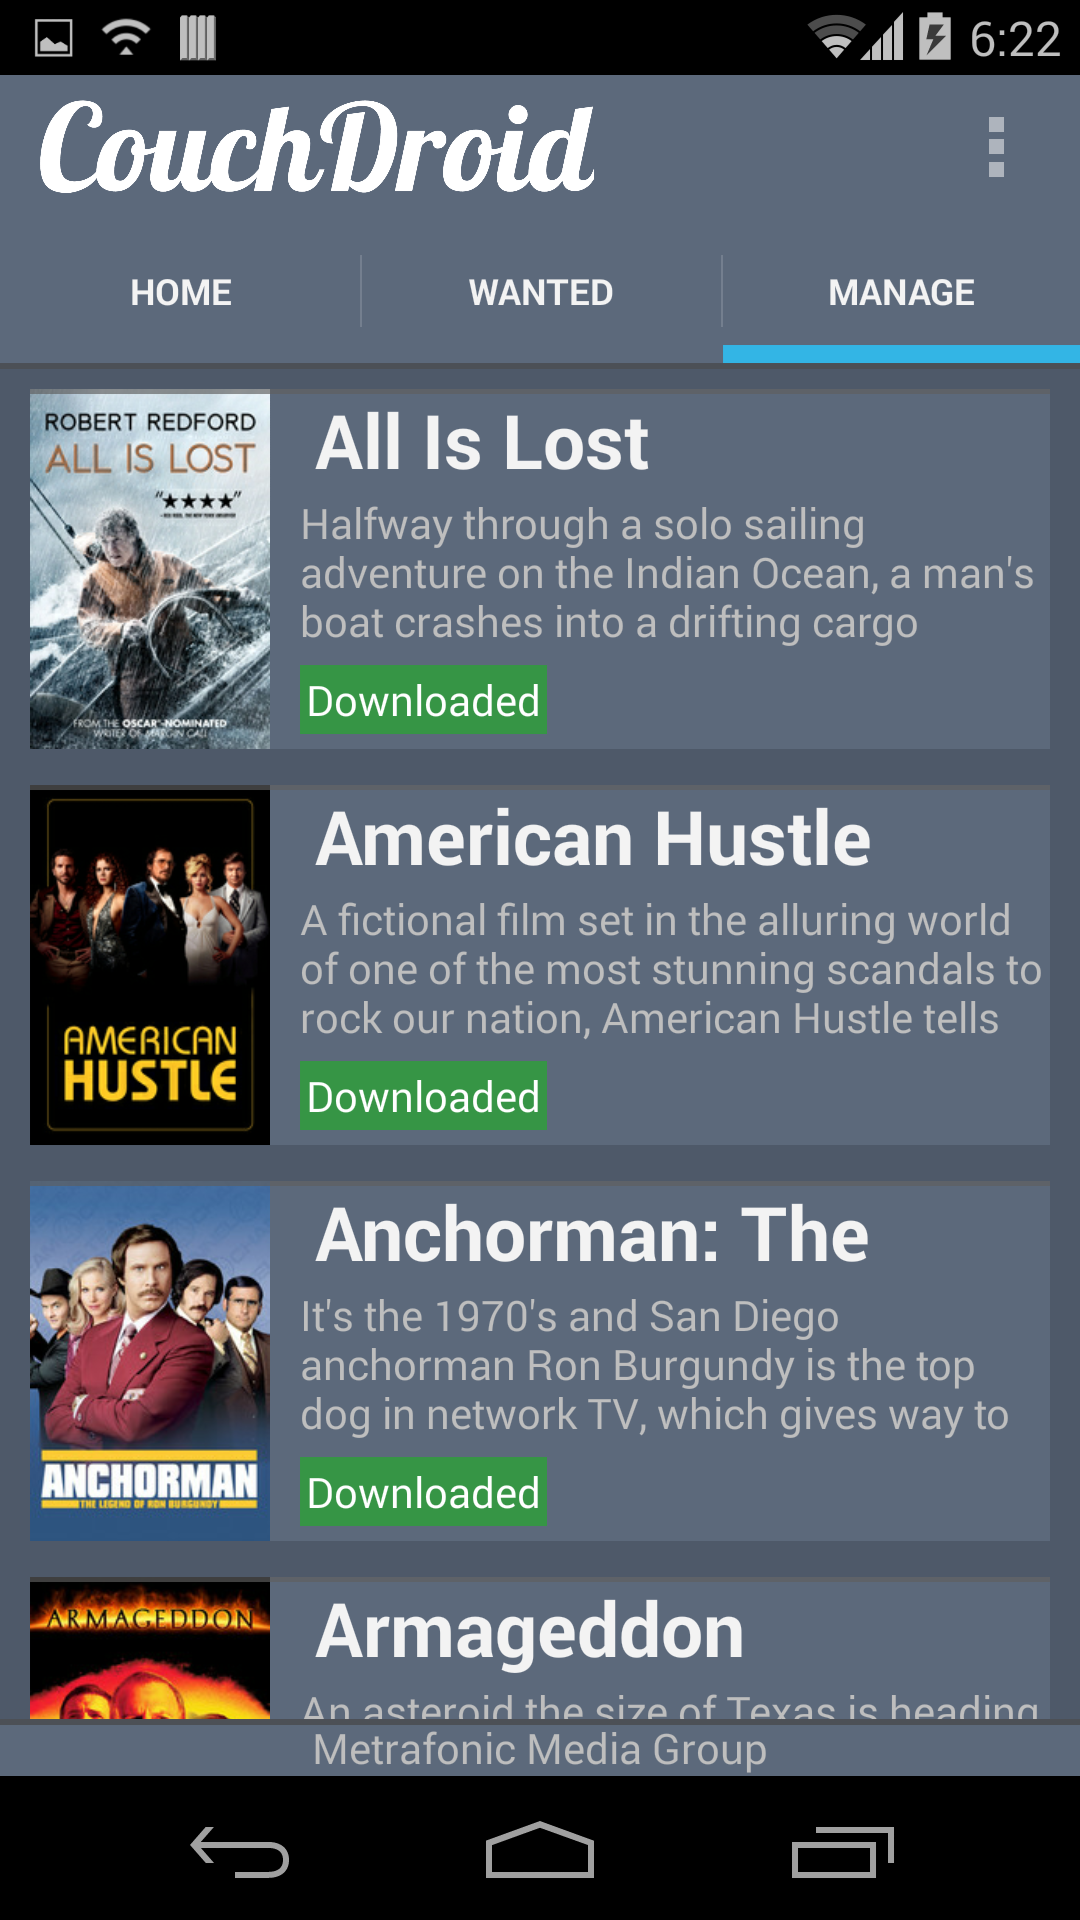 6:22
CouchDroid
HOME
WANTED
MANAGE
ROBERT REDFORD
ALL IS LOST
"★★★★"
FROM THE OSCAR®-NOMINATED
WRITER OF MARGIN CALL
All Is Lost
Halfway through a solo sailing
adventure on the Indian Ocean, a man's
boat crashes into a drifting cargo
Downloaded
AMERICAN
HUSTLE
American Hustle
A fictional film set in the alluring world
of one of the most stunning scandals to
rock our nation, American Hustle tells
Downloaded
ANCHORMAN
THE LEGEND OF RON BURGUNDY
Anchorman: The
It's the 1970's and San Diego
anchorman Ron Burgundy is the top
dog in network TV, which gives way to
Downloaded
ARMAGEDDON
Armageddon
An asteroid the size of Texas is heading
Metrafonic Media Group